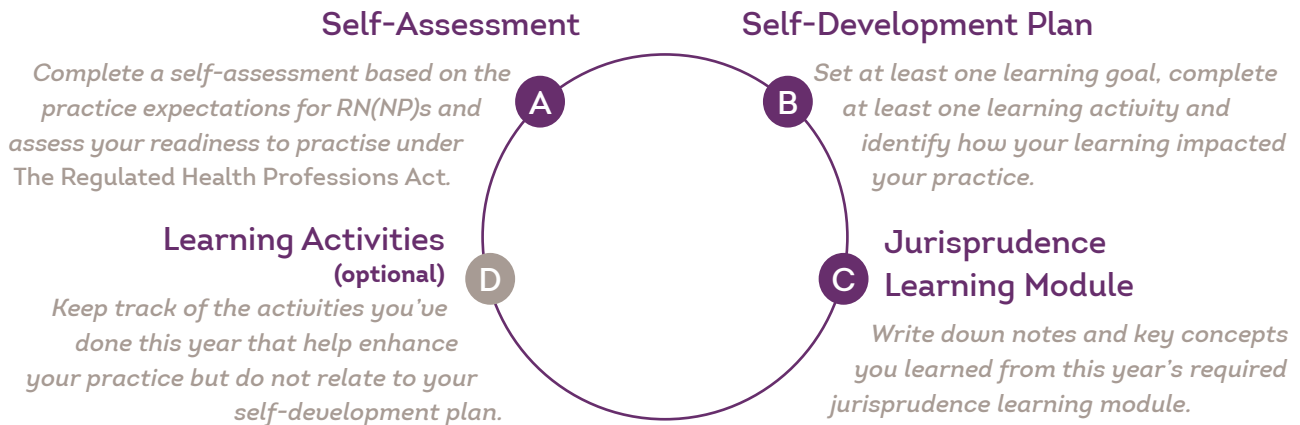 Self-Assessment
Complete a self-assessment based on the
practice expectations for RN(NP)s and
assess your readiness to practise under
The Regulated Health Professions Act.
A
Self-Development Plan
B
Set at least one learning goal, complete
at least one learning activity and
identify how your learning impacted
your practice.
Jurisprudence
Learning Module
C
Write down notes and key concepts
you learned from this year's required
jurisprudence learning module.
Learning Activities
(optional)
D
Keep track of the activities you've
done this year that help enhance
your practice but do not relate to your
self-development plan.